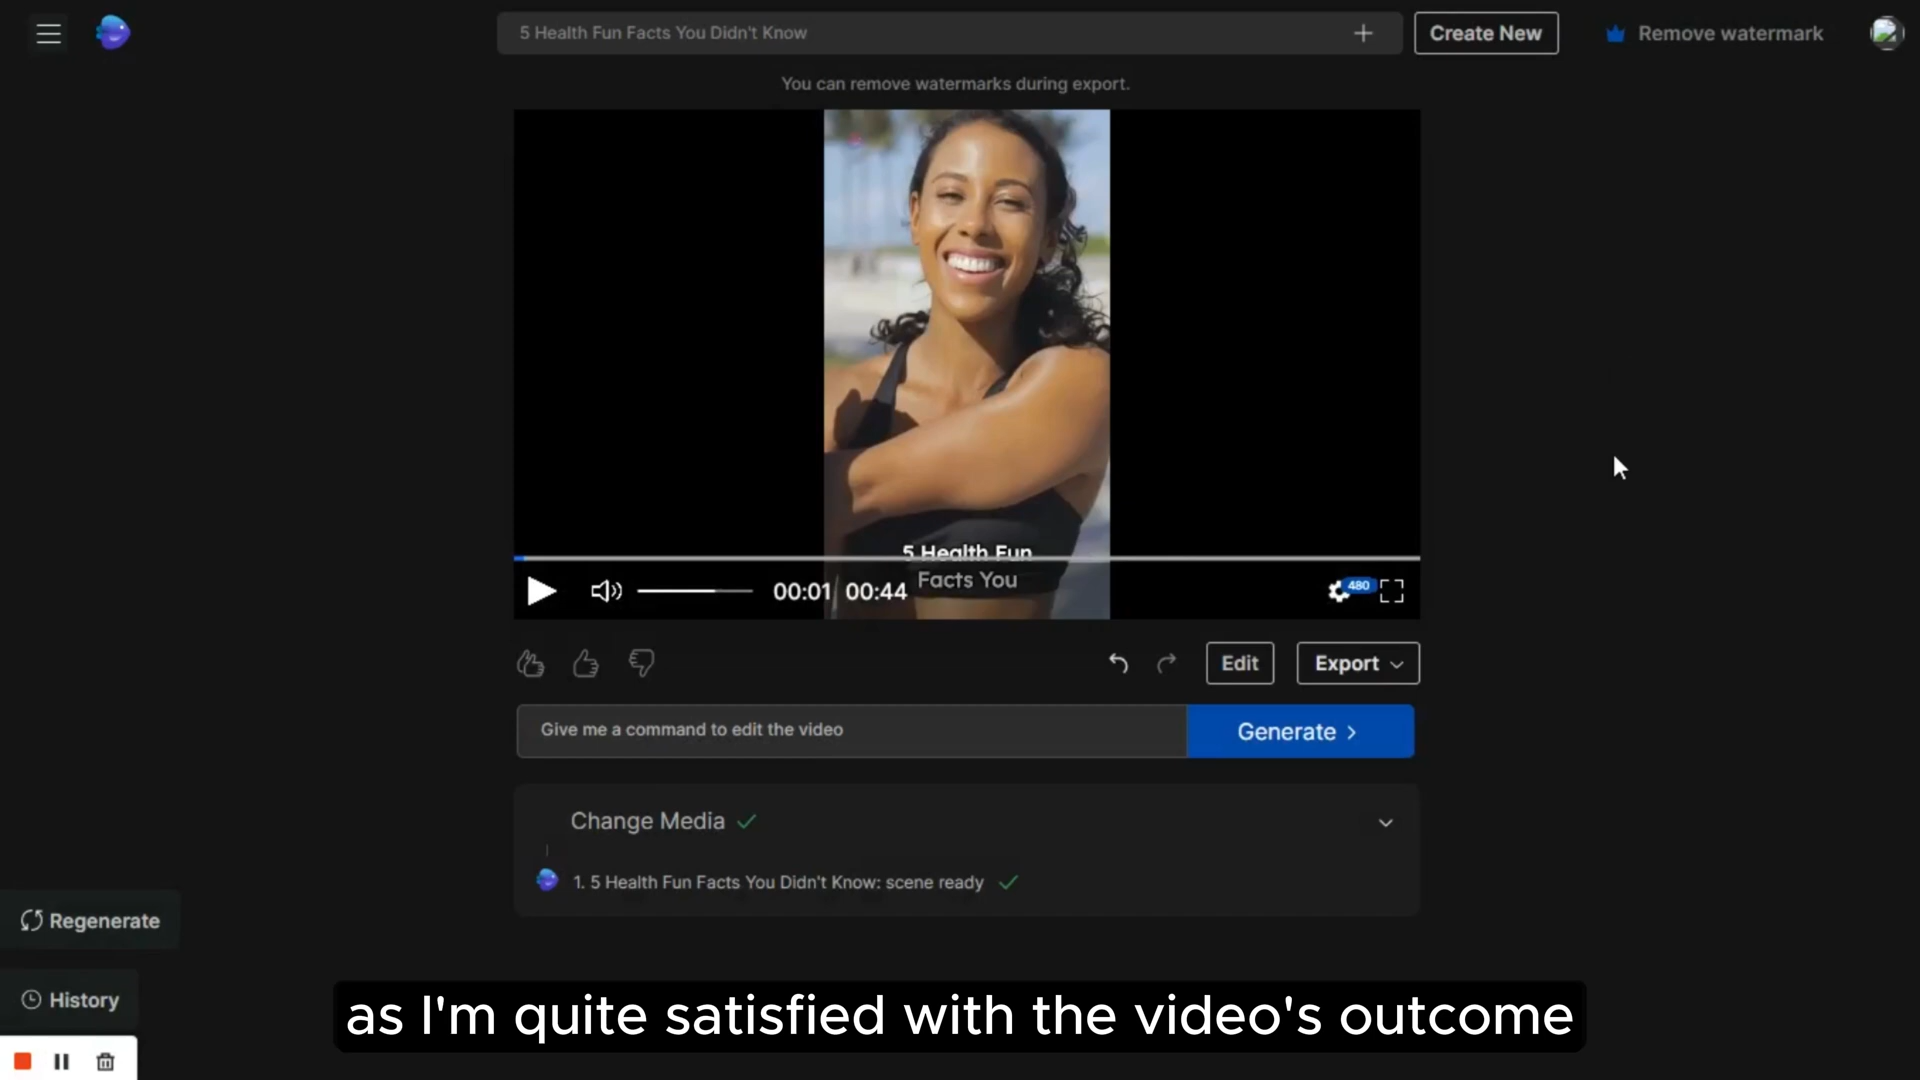 5 Health Fun Facts You Didn't Know
Create New
Remove watermark
You can remove watermarks during export.
5 Health Fun
Facts You
00:01 00:44
480
Edit
Export
Give me a command to edit the video
Generate
Change Media
1. 5 Health Fun Facts You Didn't Know: scene ready
Regenerate
History
as I'm quite satisfied with the video's outcome